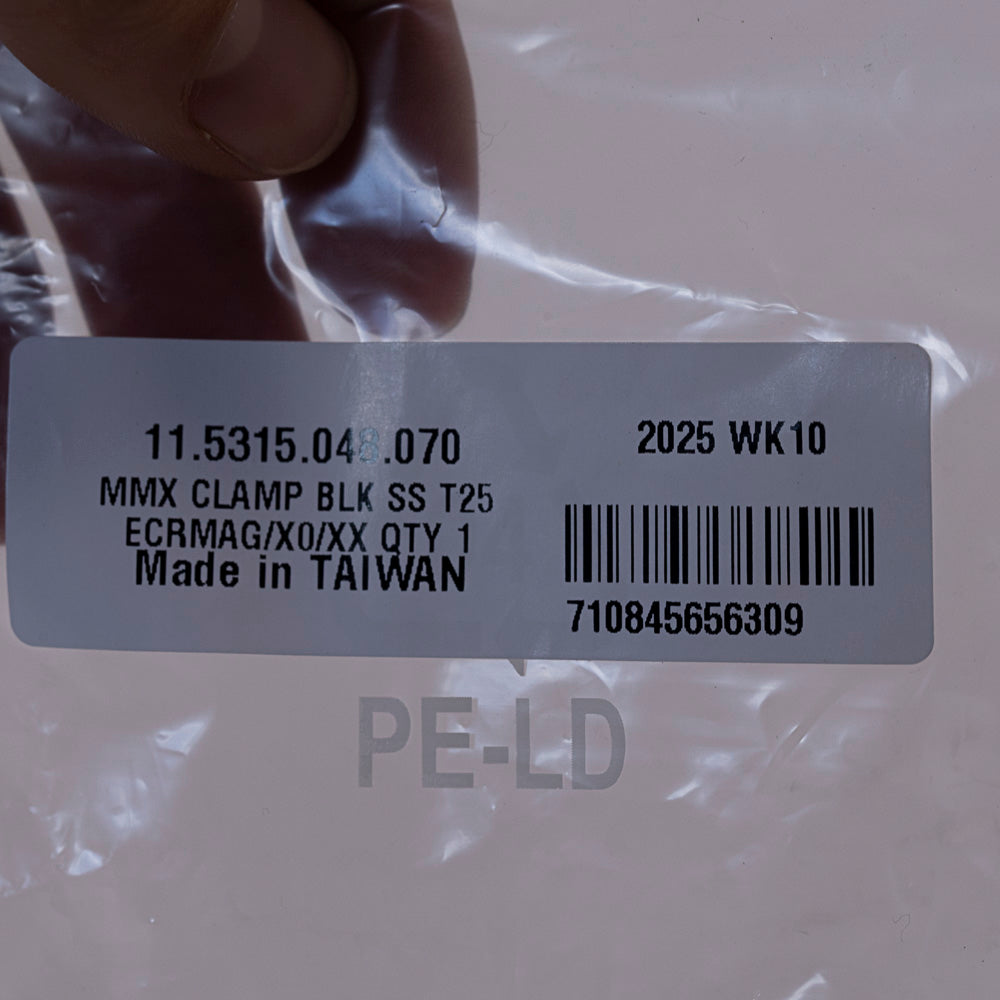 11.5315.048.070
MMX CLAMP BLK SS T25
ECRMAG/X0/XX QTY 1
Made in TAIWAN
2025 WK10
710845656309
PE-LD